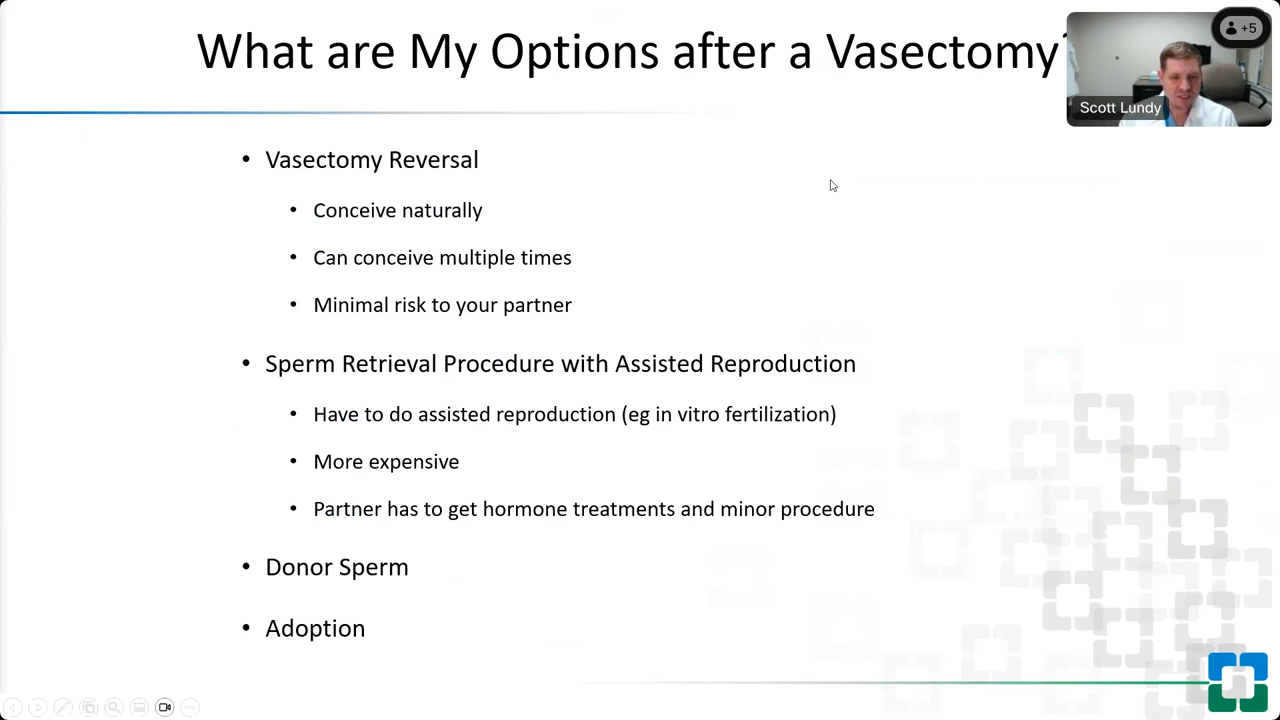 What are My Options after a Vasectomy?
+5
Scott Lundy
• Vasectomy Reversal
• Conceive naturally
• Can conceive multiple times
• Minimal risk to your partner
• Sperm Retrieval Procedure with Assisted Reproduction
• Have to do assisted reproduction (eg in vitro fertilization)
• More expensive
• Partner has to get hormone treatments and minor procedure
• Donor Sperm
• Adoption